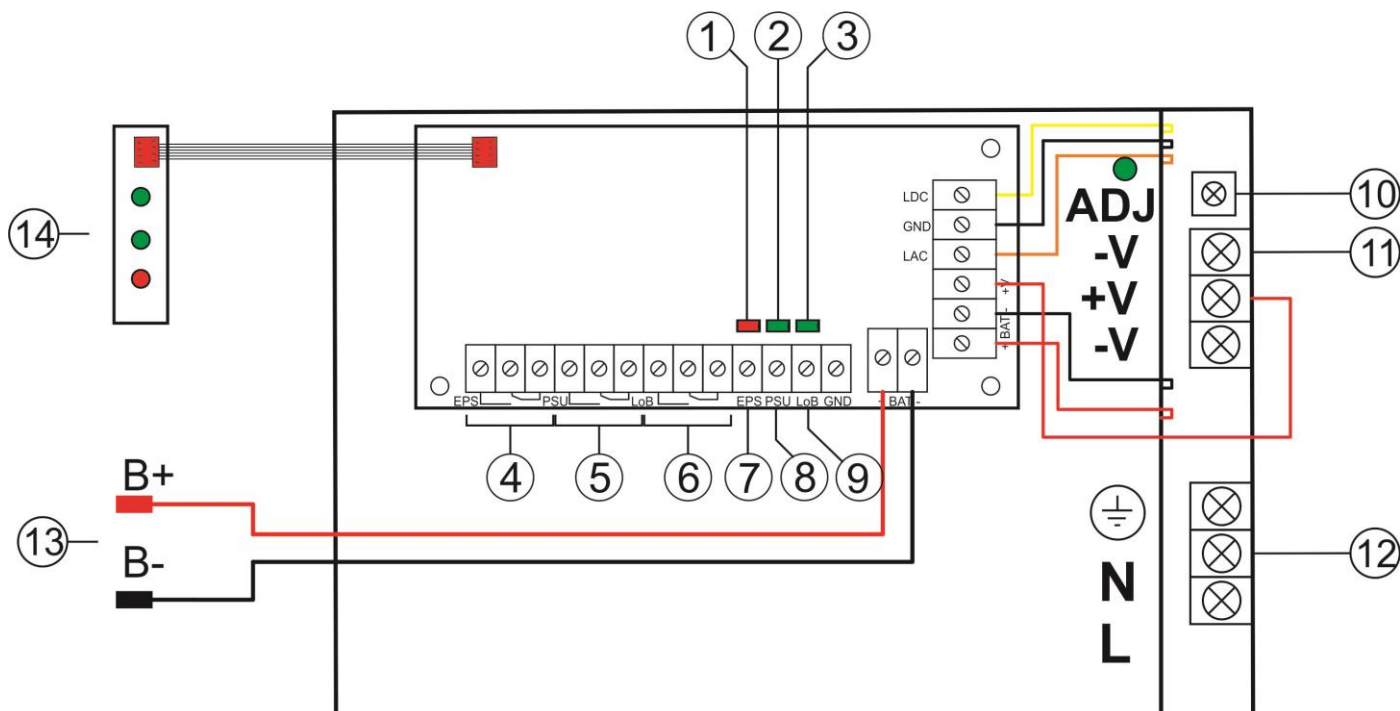 1 2 3
14
LDC
GND
LAC
+V
BAT -
+
ADJ
-V
+V
-V
10
11
EPS PSU LoB EPS PSU LoB GND + BAT -
4 5 6 7 8 9
B+
13
B-
N
L
12